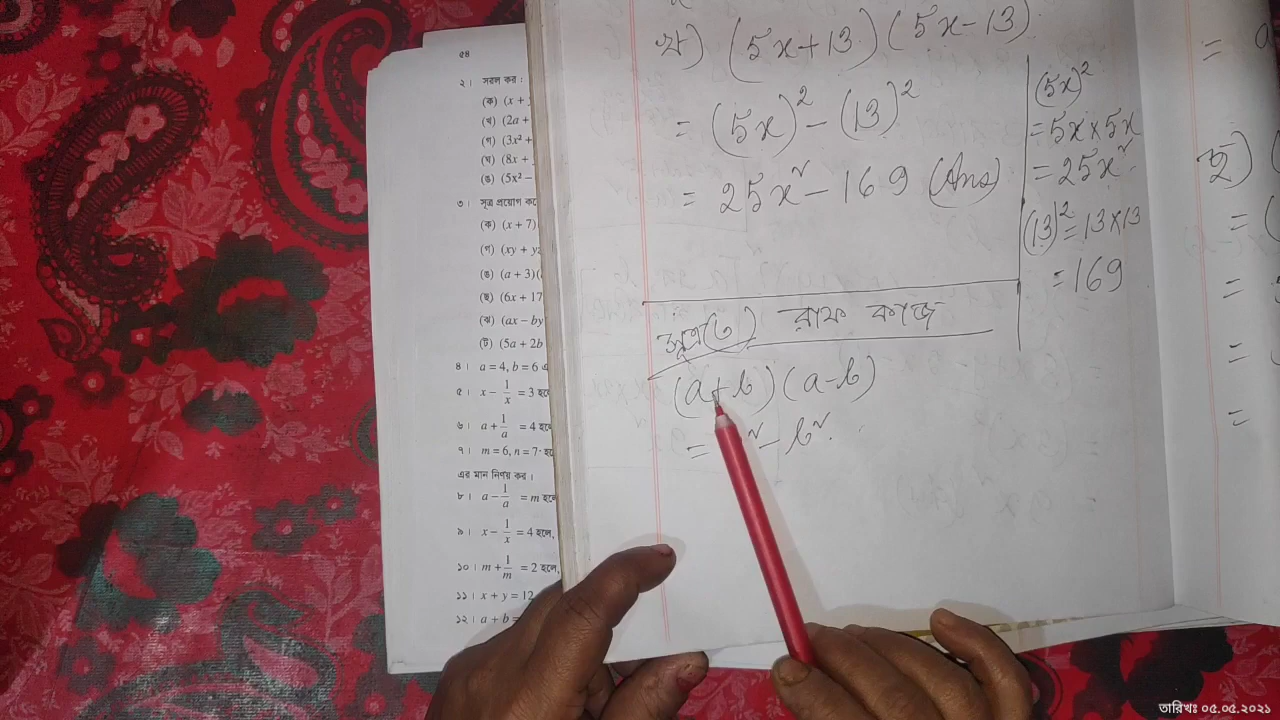 ৫৪
২। সরল কর :
(ক) (x +
(খ) (2a +
(গ) (3x² +
(ঘ) (8x +
(ঙ) (5x² −
৩। সূত্র প্রয়োগ
(ক) (x + 7)
(গ) (xy +
(ঙ) (a + 3)(
(ছ) (6x + 17
(ঝ) (ax − by
(ট) (5a + 2b
৪। a = 4, b = 6
৫। x − 1/x = 3 হলে
৬। a + 1/a = 4
৭। m = 6, n = 7
এর মান নির্ণয় কর।
৮। a − 1/a = m হলে
৯। x − 1/x = 4 হলে,
১০। m + 1/m = 2 হলে,
১১। x + y = 12
১২। a + b =
খ) (5x+13)(5x−13)
= (5x)² − (13)²
= 25x² − 169 (Ans)
(5x)²
= 5x×5x
= 25x²
(13)² = 13×13
= 169
সূত্র(৩) রাফ কাজ
(a+b)(a−b)
= ² − b².
= a
ছ) (
= (
=
=
=
তারিখঃ ০৫.০৫.২০২১